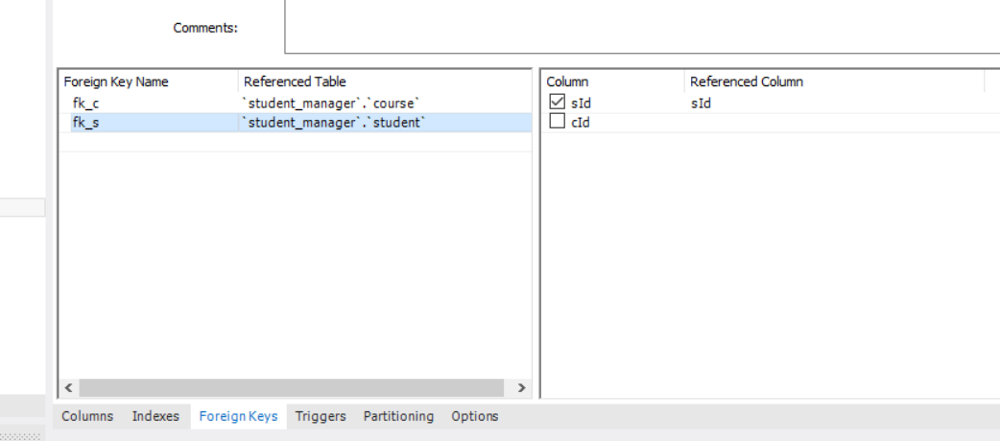 Comments:
Foreign Key Name Referenced Table
fk_c `student_manager`.`course`
fk_s `student_manager`.`student`
Column Referenced Column
sId sId
cId
Columns Indexes Foreign Keys Triggers Partitioning Options